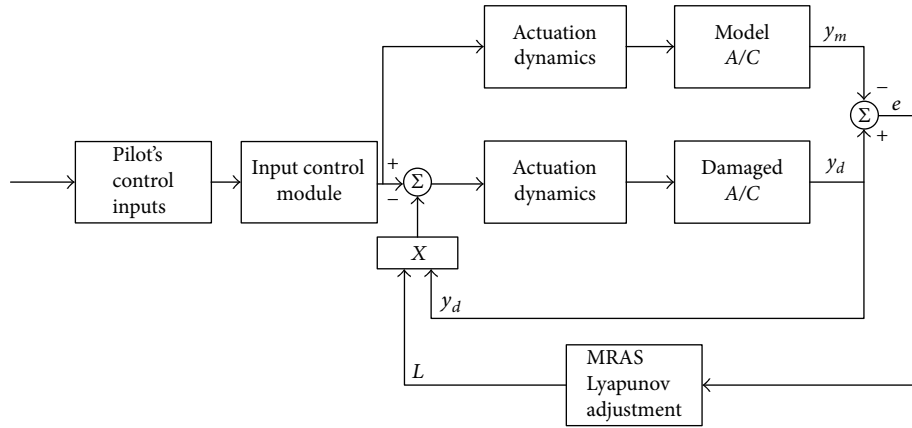 Actuation
dynamics
Model
A/C
y_m
−
e
Σ
+
Pilot's
control
inputs
Input control
module
+
−
Σ
Actuation
dynamics
Damaged
A/C
y_d
X
y_d
L
MRAS
Lyapunov
adjustment